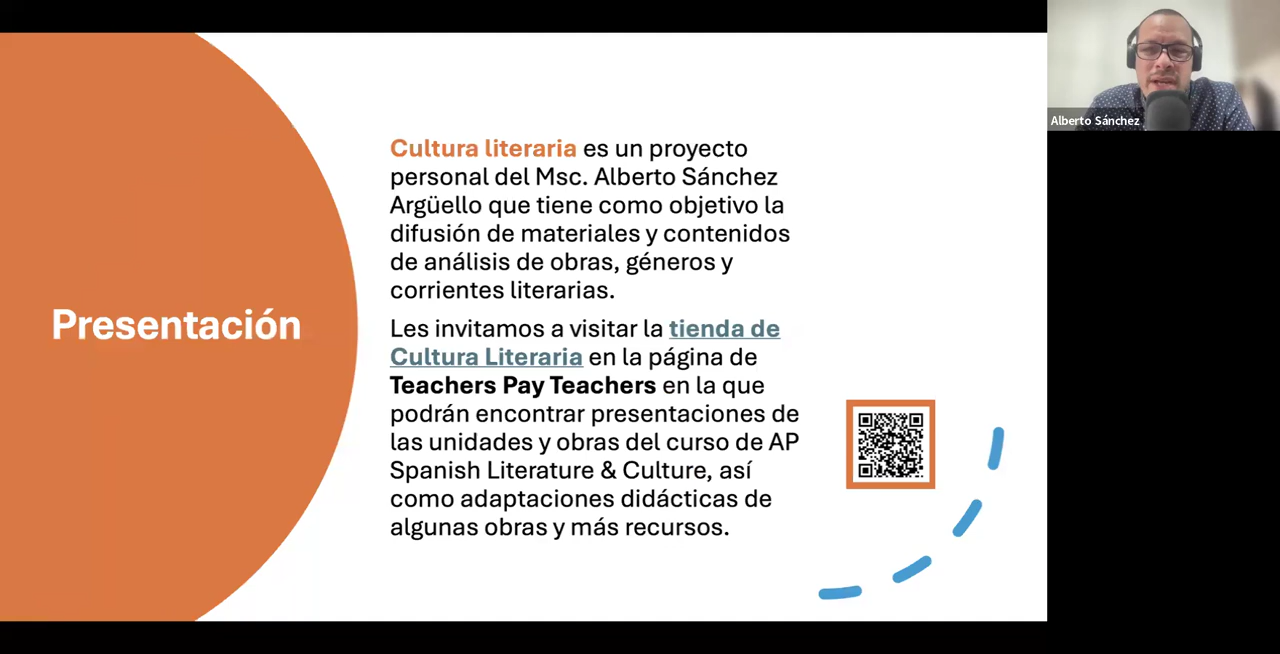 Presentación
Cultura literaria es un proyecto
personal del Msc. Alberto Sánchez
Argüello que tiene como objetivo la
difusión de materiales y contenidos
de análisis de obras, géneros y
corrientes literarias.
Les invitamos a visitar la tienda de
Cultura Literaria en la página de
Teachers Pay Teachers en la que
podrán encontrar presentaciones de
las unidades y obras del curso de AP
Spanish Literature & Culture, así
como adaptaciones didácticas de
algunas obras y más recursos.
Alberto Sánchez